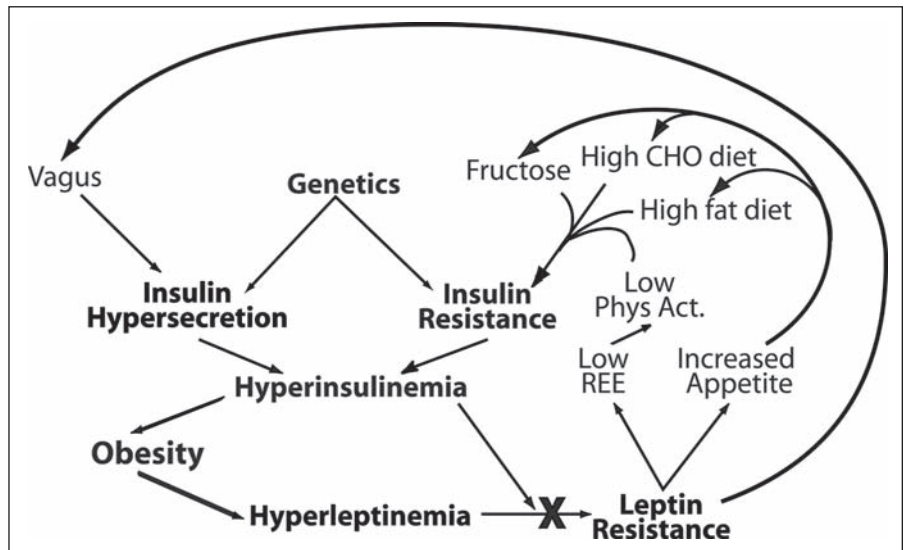 Vagus
Genetics
Fructose
High CHO diet
High fat diet
Insulin
Hypersecretion
Insulin
Resistance
Low
Phys Act.
Low
REE
Increased
Appetite
Hyperinsulinemia
Obesity
Hyperleptinemia
X
Leptin
Resistance